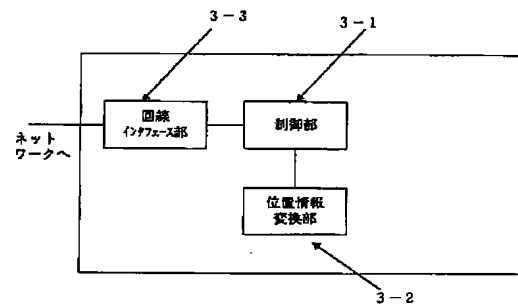 3－3
3－1
回線
インタフェース部
制御部
ネット
ワークへ
位置情報
変換部
3－2